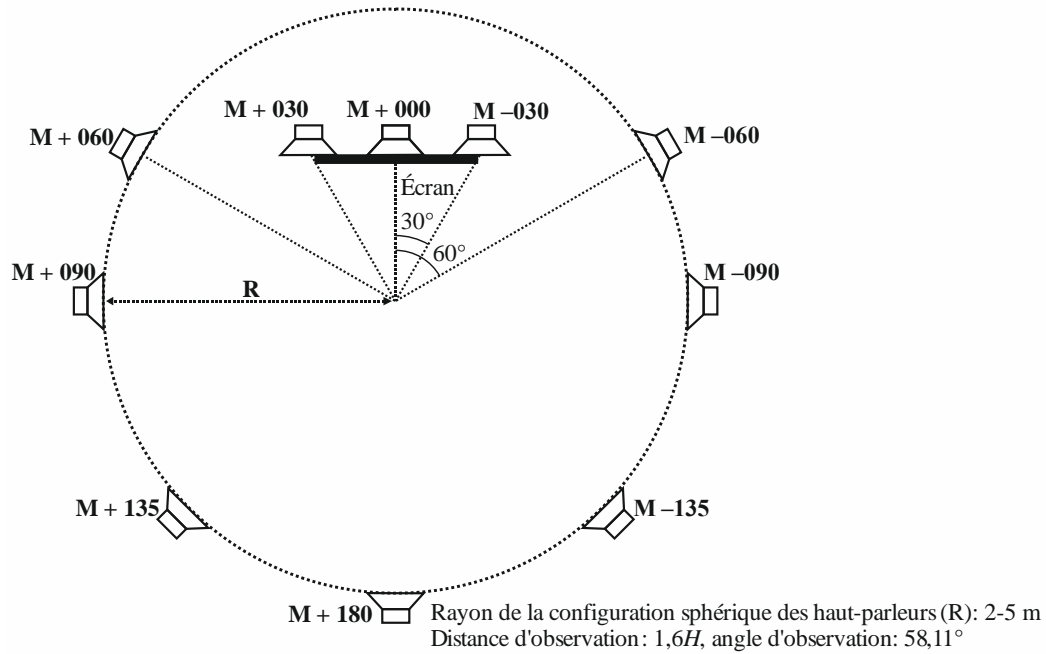 M + 030 M + 000 M –030
M + 060 M –060
Écran
30°
60°
M + 090 M –090
R
M + 135 M –135
M + 180
Rayon de la configuration sphérique des haut-parleurs (R): 2-5 m
Distance d'observation: 1,6H, angle d'observation: 58,11°